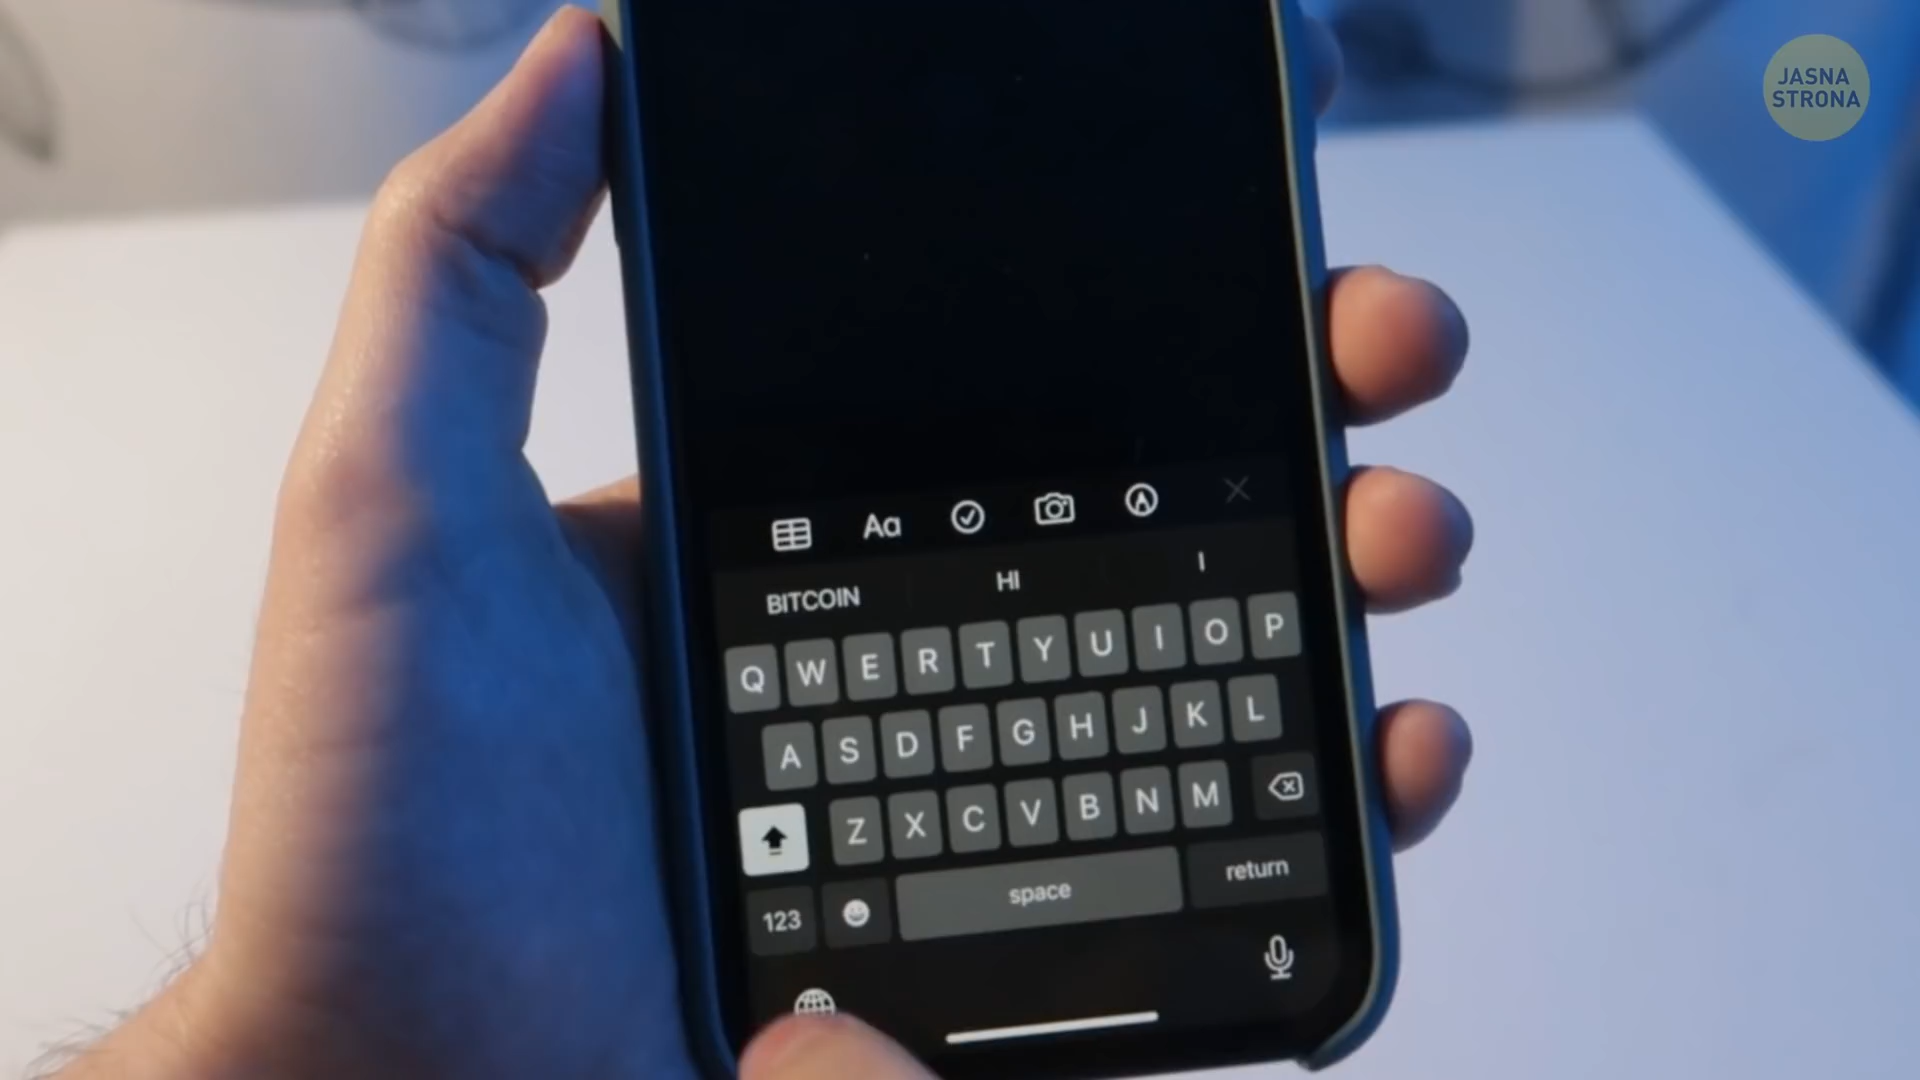 JASNA
STRONA
Aa
BITCOIN HI I
Q W E R T Y U I O P
A S D F G H J K L
Z X C V B N M
123 space return